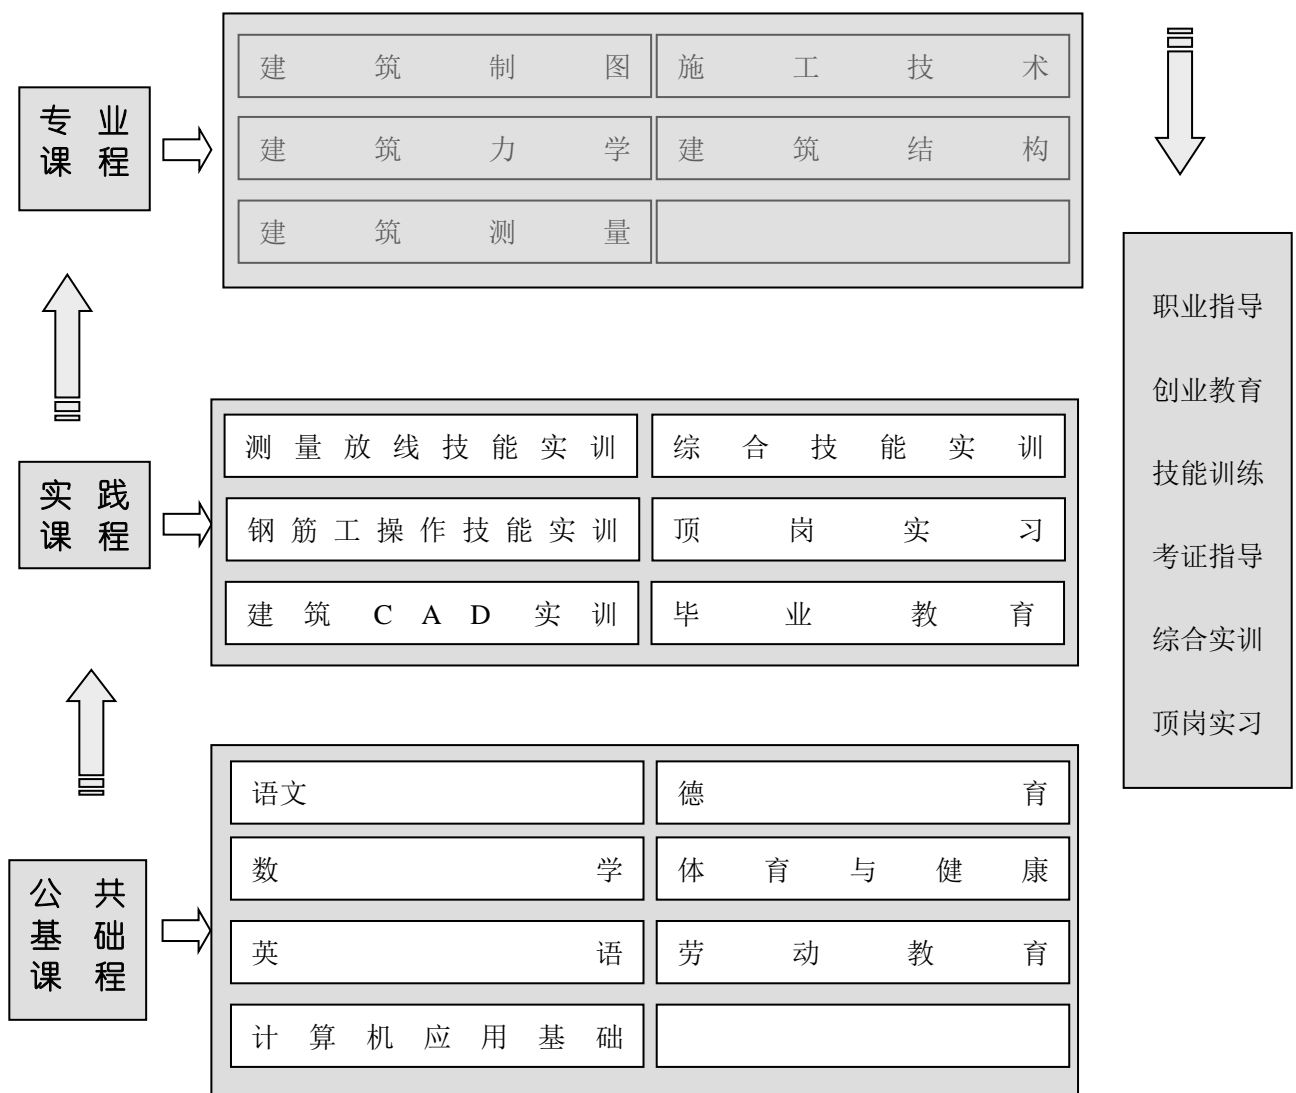 专业
课程
建筑制图
施工技术
建筑力学
建筑结构
建筑测量
实践
课程
测量放线技能实训
综合技能实训
钢筋工操作技能实训
顶岗实习
建筑CAD实训
毕业教育
公共
基础
课程
语文
德育
数学
体育与健康
英语
劳动教育
计算机应用基础
职业指导
创业教育
技能训练
考证指导
综合实训
顶岗实习